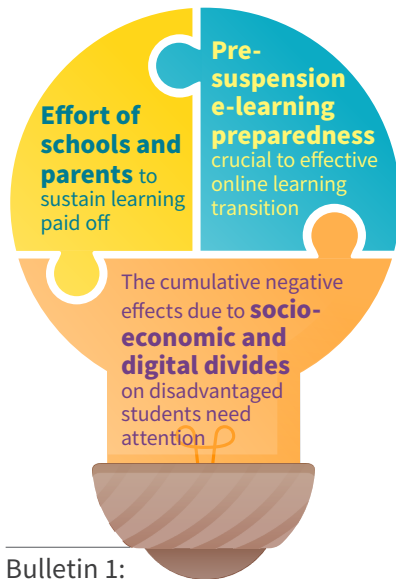 Effort of
schools and
parents to
sustain learning
paid off
Pre-
suspension
e-learning
preparedness
crucial to effective
online learning
transition
The cumulative negative
effects due to socio-
economic and
digital divides
on disadvantaged
students need
attention
Bulletin 1: